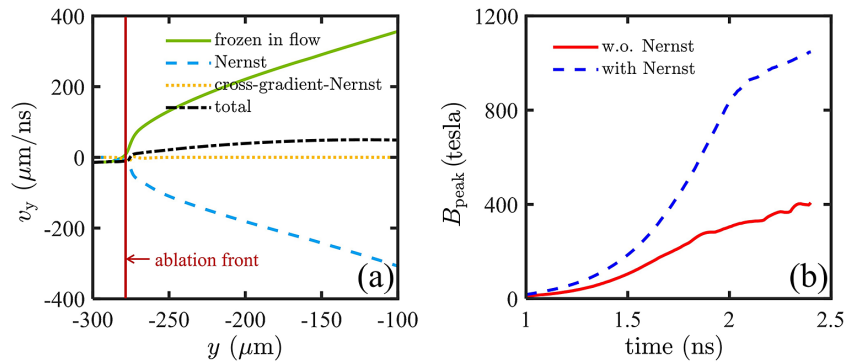 400
200
0
-200
-400
v_y (μm/ns)
frozen in flow
Nernst
cross-gradient-Nernst
total
ablation front
(a)
-300
-250
-200
-150
-100
y (μm)
1200
800
400
0
B_peak (tesla)
w.o. Nernst
with Nernst
(b)
1
1.5
2
2.5
time (ns)